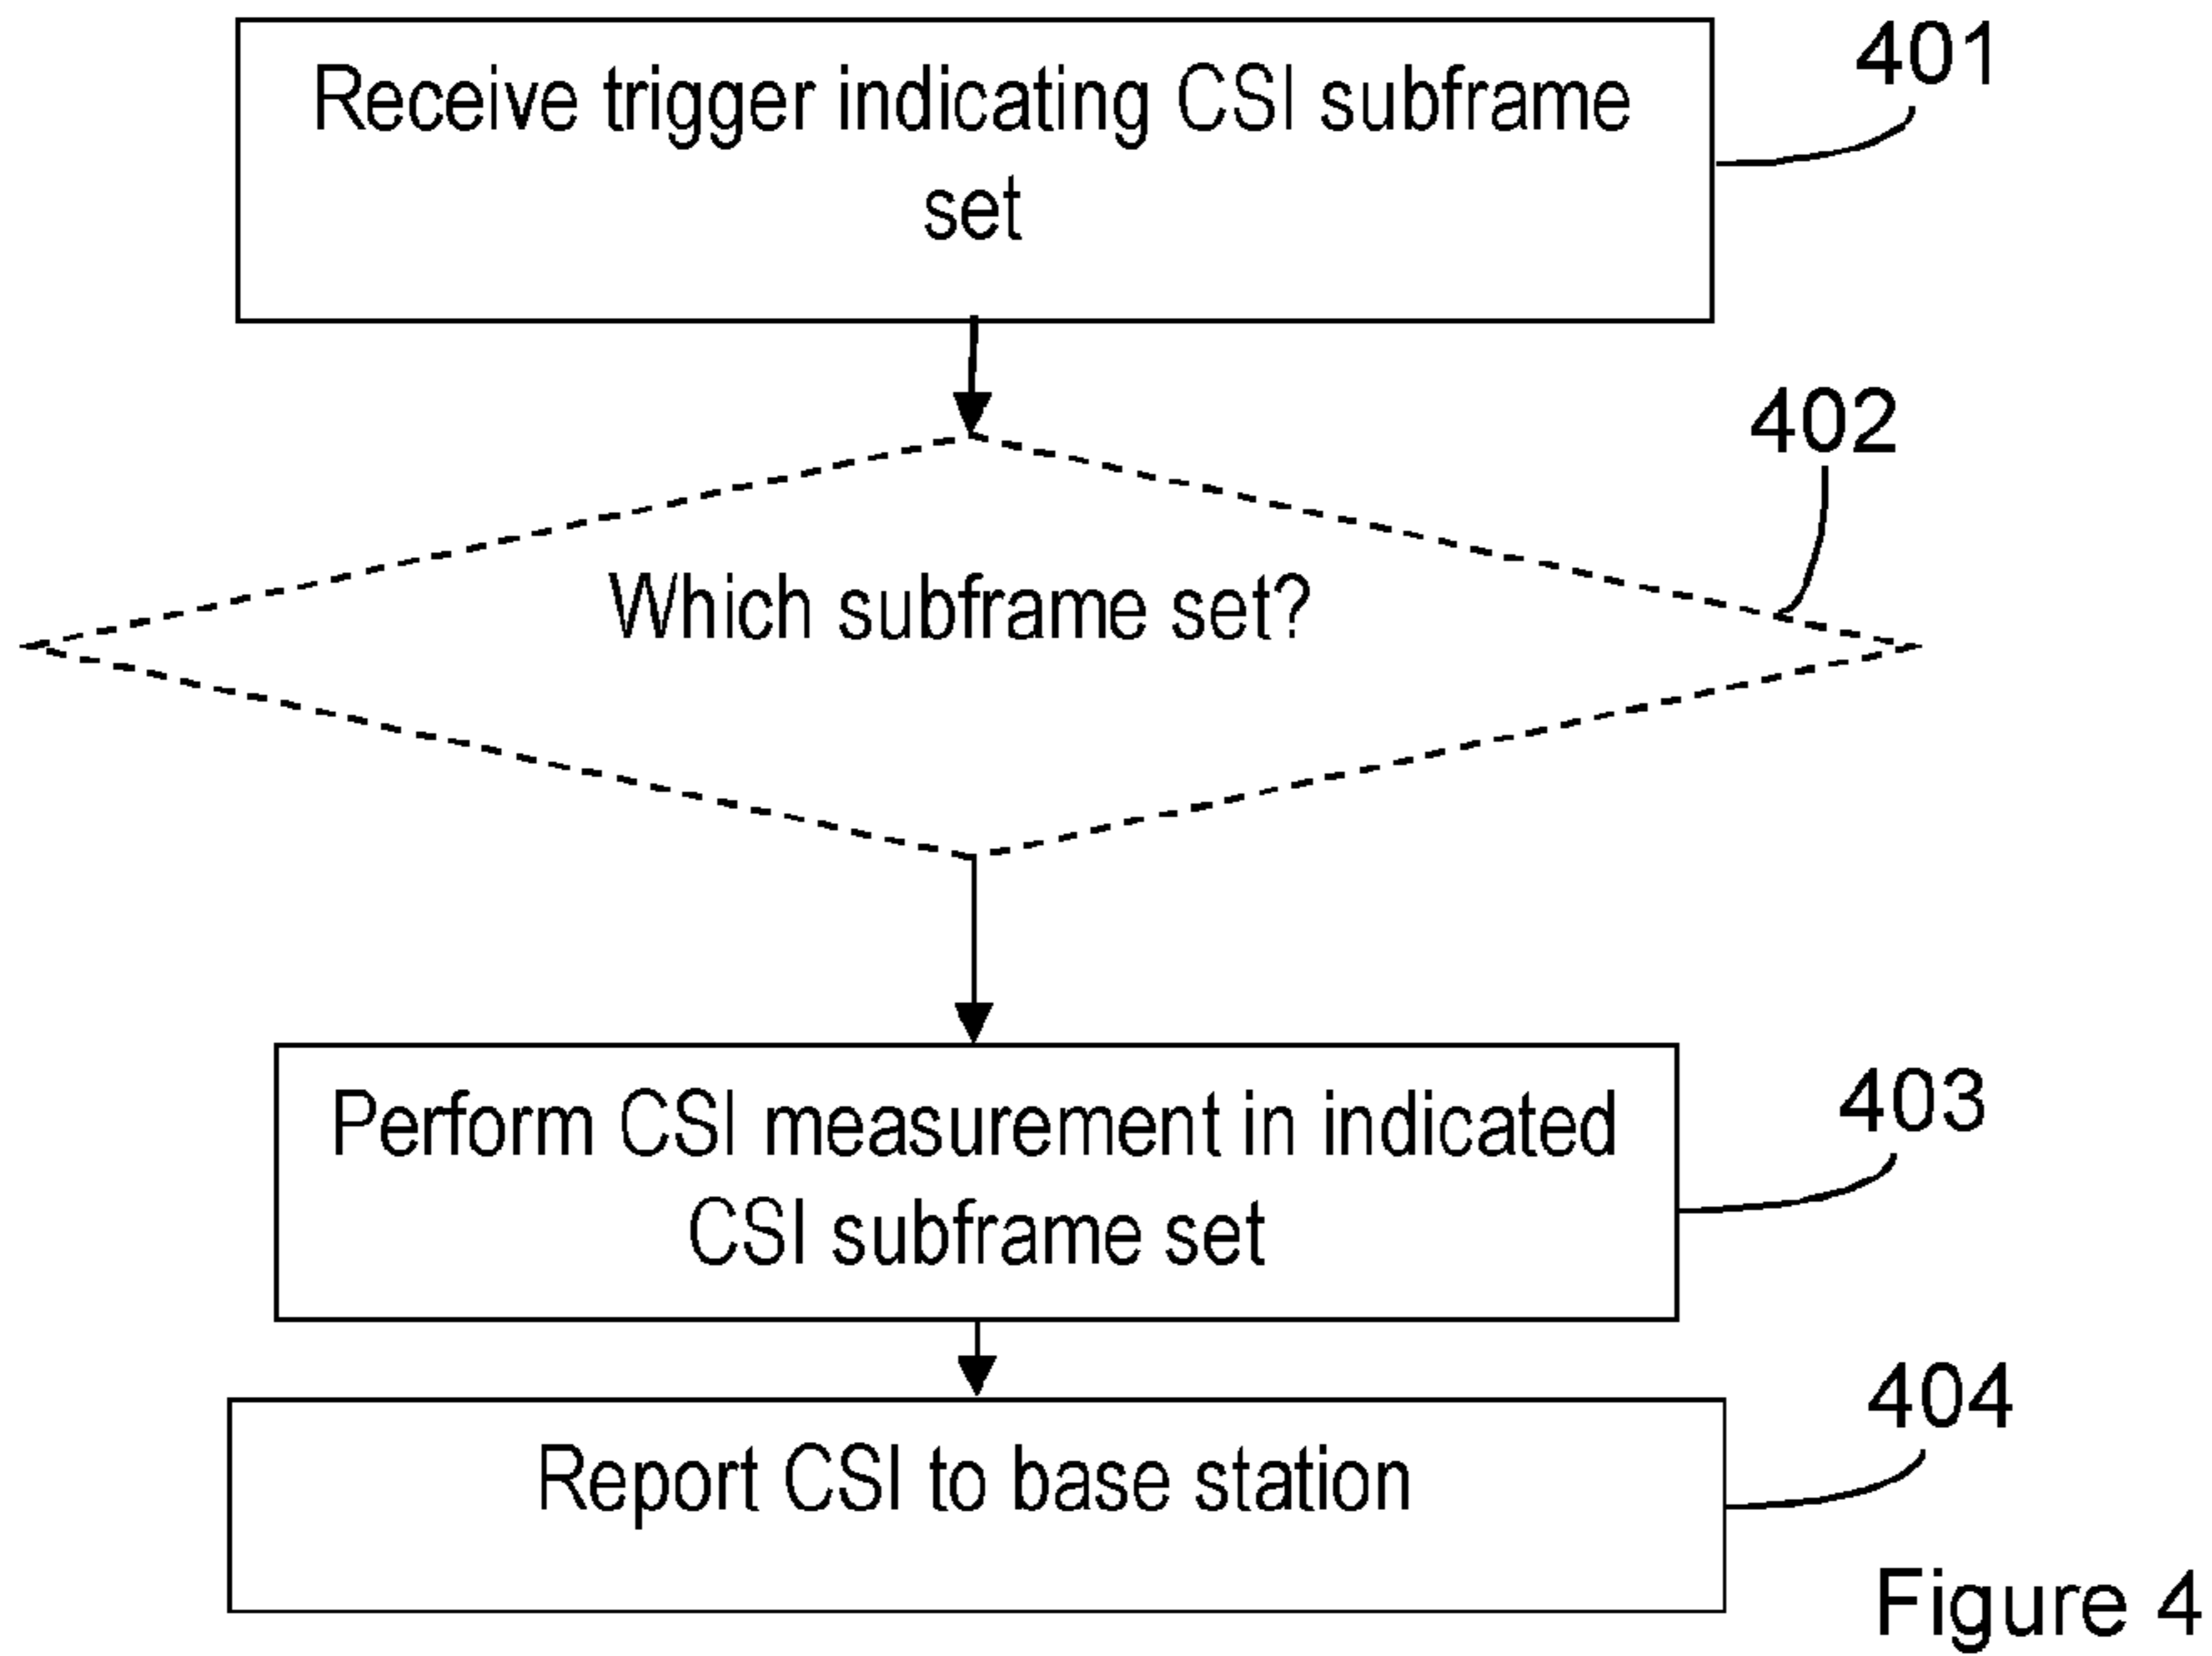 Receive trigger indicating CSI subframe
set
401
402
Which subframe set?
Perform CSI measurement in indicated
CSI subframe set
403
Report CSI to base station
404
Figure 4